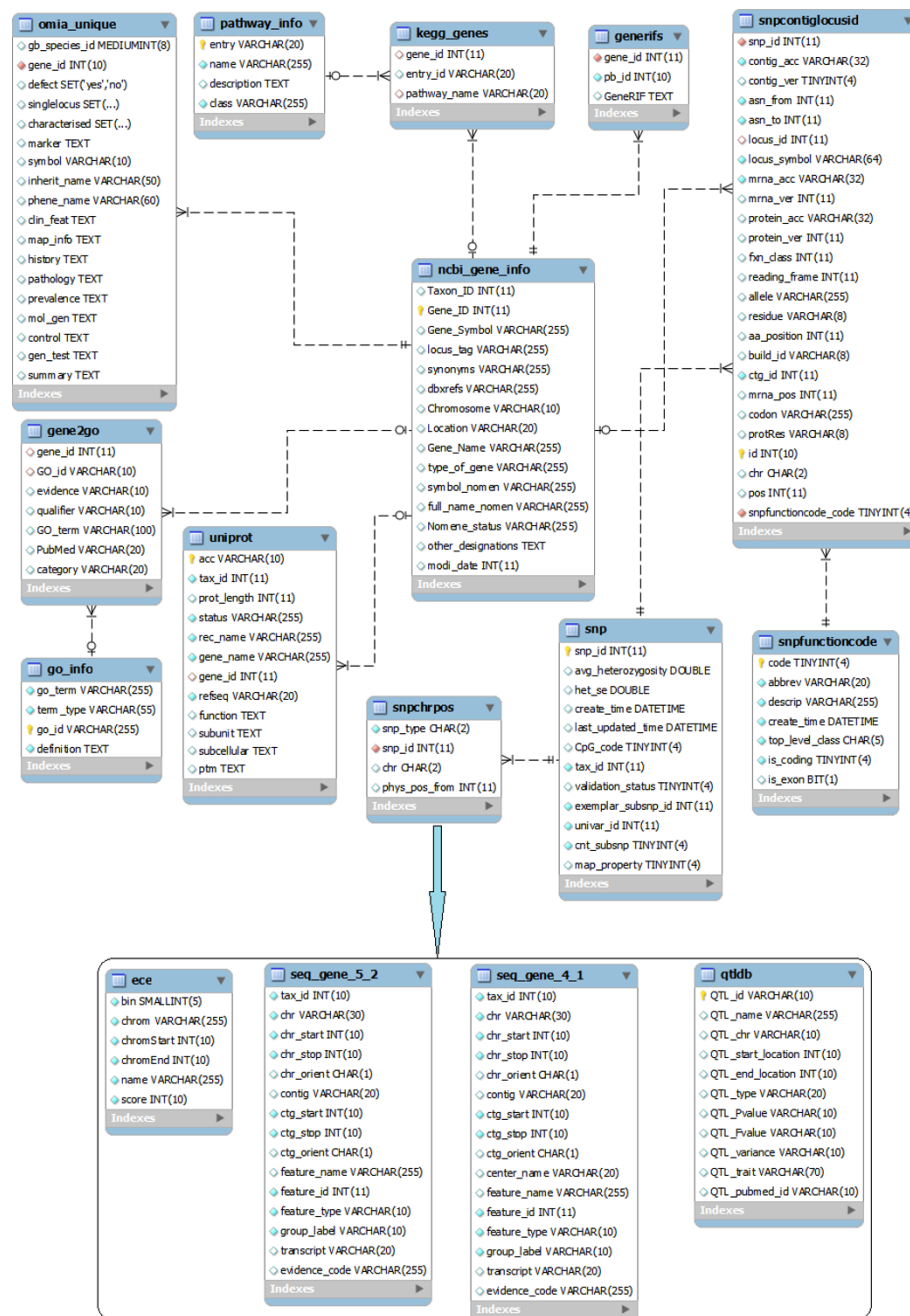 omia_unique
gb_species_id MEDIUMINT(8)
gene_id INT(10)
defect SET('yes','no')
singlelocus SET(...)
characterised SET(...)
marker TEXT
symbol VARCHAR(10)
inherit_name VARCHAR(50)
phene_name VARCHAR(60)
clin_feat TEXT
map_info TEXT
history TEXT
pathology TEXT
prevalence TEXT
mol_gen TEXT
control TEXT
gen_test TEXT
summary TEXT
Indexes
pathway_info
entry VARCHAR(20)
name VARCHAR(255)
description TEXT
class VARCHAR(255)
Indexes
kegg_genes
gene_id INT(11)
entry_id VARCHAR(20)
pathway_name VARCHAR(20)
Indexes
generifs
gene_id INT(11)
pb_id INT(10)
GeneRIF TEXT
Indexes
snpcontiglocusid
snp_id INT(11)
contig_acc VARCHAR(32)
contig_ver TINYINT(4)
asn_from INT(11)
asn_to INT(11)
locus_id INT(11)
locus_symbol VARCHAR(64)
mrna_acc VARCHAR(32)
mrna_ver INT(11)
protein_acc VARCHAR(32)
protein_ver INT(11)
fxn_class INT(11)
reading_frame INT(11)
allele VARCHAR(255)
residue VARCHAR(8)
aa_position INT(11)
build_id VARCHAR(8)
ctg_id INT(11)
mrna_pos INT(11)
codon VARCHAR(255)
protRes VARCHAR(8)
id INT(10)
chr CHAR(2)
pos INT(11)
snpfunctioncode_code TINYINT(4
Indexes
ncbi_gene_info
Taxon_ID INT(11)
Gene_ID INT(11)
Gene_Symbol VARCHAR(255)
locus_tag VARCHAR(255)
synonyms VARCHAR(255)
dbxrefs VARCHAR(255)
Chromosome VARCHAR(10)
Location VARCHAR(20)
Gene_Name VARCHAR(255)
type_of_gene VARCHAR(255)
symbol_nomen VARCHAR(255)
full_name_nomen VARCHAR(255)
Nomene_status VARCHAR(255)
other_designations TEXT
modi_date INT(11)
Indexes
gene2go
gene_id INT(11)
GO_id VARCHAR(10)
evidence VARCHAR(10)
qualifier VARCHAR(10)
GO_term VARCHAR(100)
PubMed VARCHAR(20)
category VARCHAR(20)
Indexes
uniprot
acc VARCHAR(10)
tax_id INT(11)
prot_length INT(11)
status VARCHAR(255)
rec_name VARCHAR(255)
gene_name VARCHAR(255)
gene_id INT(11)
refseq VARCHAR(20)
function TEXT
subunit TEXT
subcellular TEXT
ptm TEXT
Indexes
go_info
go_term VARCHAR(255)
term_type VARCHAR(55)
go_id VARCHAR(255)
definition TEXT
Indexes
snpchrpos
snp_type CHAR(2)
snp_id INT(11)
chr CHAR(2)
phys_pos_from INT(11)
Indexes
snp
snp_id INT(11)
avg_heterozygosity DOUBLE
het_se DOUBLE
create_time DATETIME
last_updated_time DATETIME
CpG_code TINYINT(4)
tax_id INT(11)
validation_status TINYINT(4)
exemplar_subsnp_id INT(11)
univar_id INT(11)
cnt_subsnp TINYINT(4)
map_property TINYINT(4)
Indexes
snpfunctioncode
code TINYINT(4)
abbrev VARCHAR(20)
descrip VARCHAR(255)
create_time DATETIME
top_level_class CHAR(5)
is_coding TINYINT(4)
is_exon BIT(1)
Indexes
ece
bin SMALLINT(5)
chrom VARCHAR(255)
chromStart INT(10)
chromEnd INT(10)
name VARCHAR(255)
score INT(10)
Indexes
seq_gene_5_2
tax_id INT(10)
chr VARCHAR(30)
chr_start INT(10)
chr_stop INT(10)
chr_orient CHAR(1)
contig VARCHAR(20)
ctg_start INT(10)
ctg_stop INT(10)
ctg_orient CHAR(1)
feature_name VARCHAR(255)
feature_id INT(11)
feature_type VARCHAR(10)
group_label VARCHAR(10)
transcript VARCHAR(20)
evidence_code VARCHAR(255)
Indexes
seq_gene_4_1
tax_id INT(10)
chr VARCHAR(30)
chr_start INT(10)
chr_stop INT(10)
chr_orient CHAR(1)
contig VARCHAR(20)
ctg_start INT(10)
ctg_stop INT(10)
ctg_orient CHAR(1)
center_name VARCHAR(20)
feature_name VARCHAR(255)
feature_id INT(11)
feature_type VARCHAR(10)
group_label VARCHAR(10)
transcript VARCHAR(20)
evidence_code VARCHAR(255)
Indexes
qtldb
QTL_id VARCHAR(10)
QTL_name VARCHAR(255)
QTL_chr VARCHAR(10)
QTL_start_location INT(10)
QTL_end_location INT(10)
QTL_type VARCHAR(20)
QTL_Pvalue VARCHAR(10)
QTL_Fvalue VARCHAR(10)
QTL_variance VARCHAR(10)
QTL_trait VARCHAR(70)
QTL_pubmed_id VARCHAR(10)
Indexes